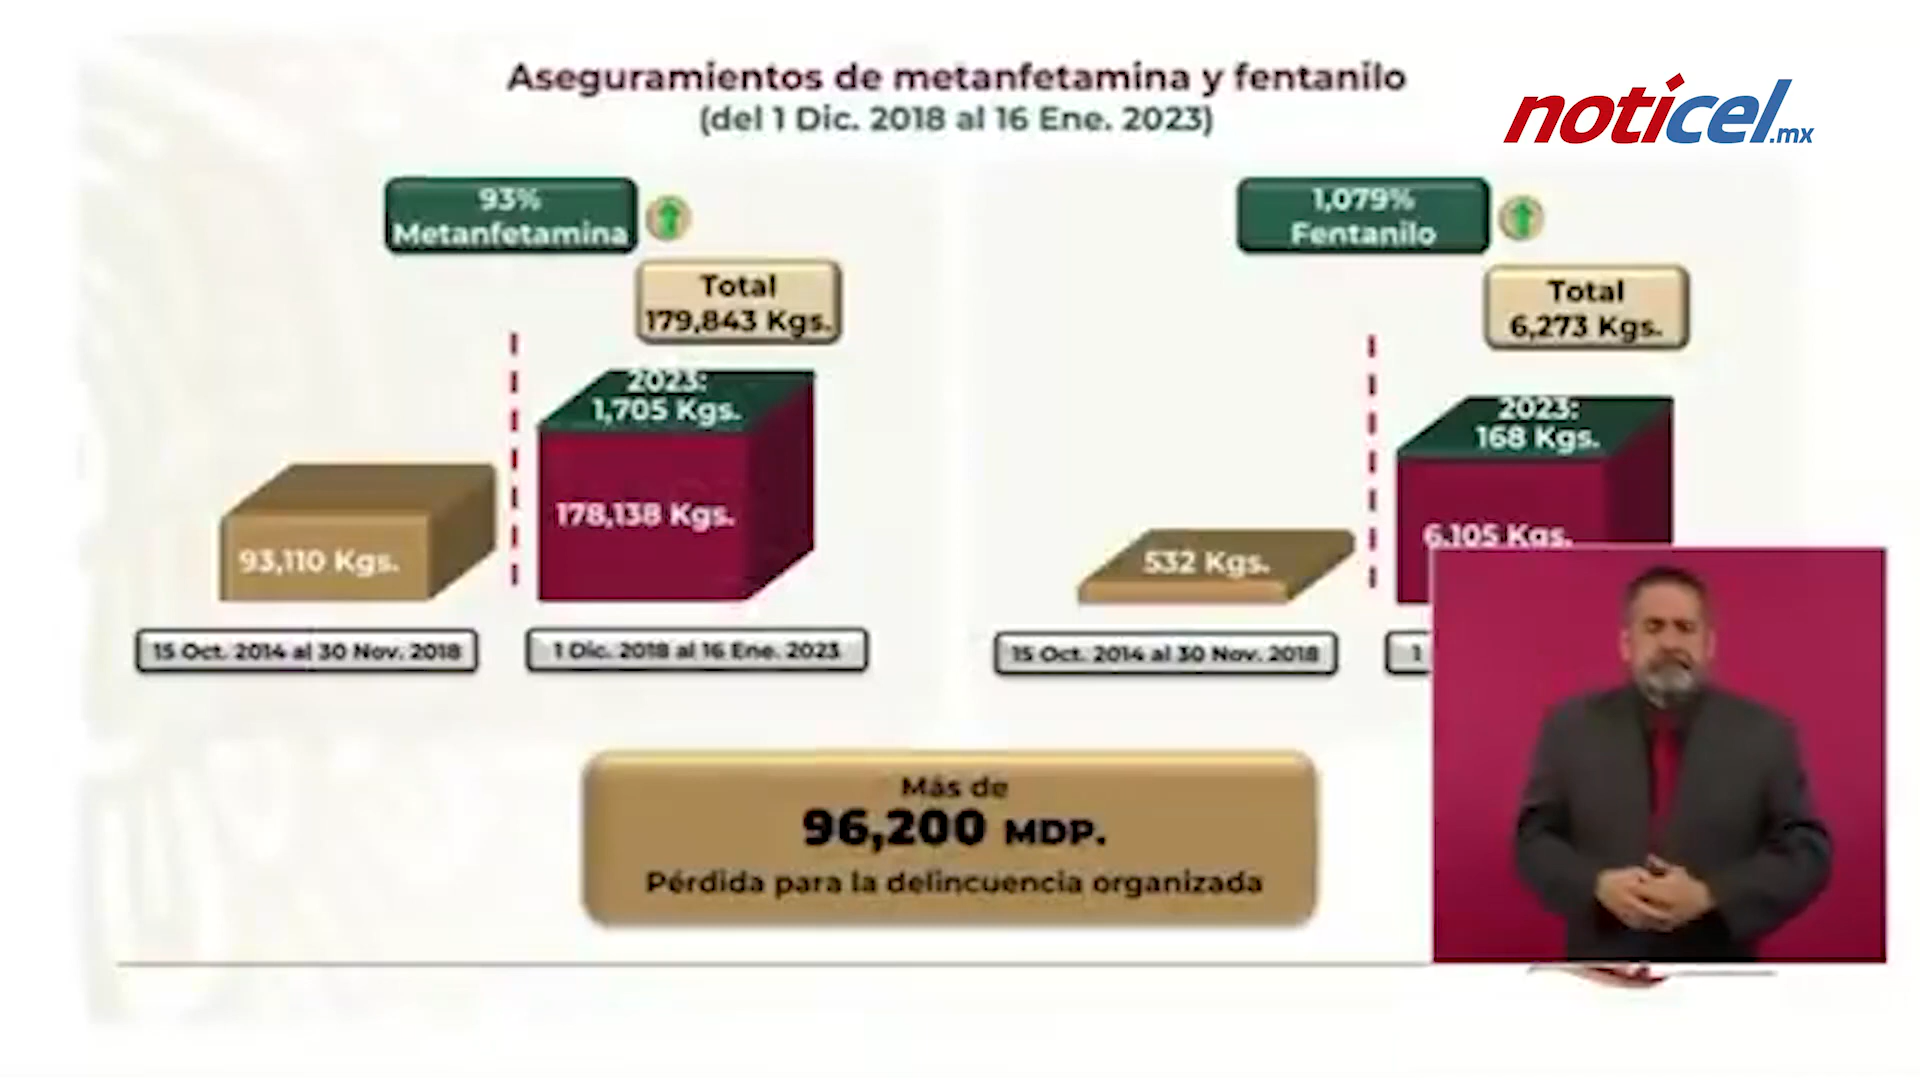 Aseguramientos de metanfetamina y fentanilo
(del 1 Dic. 2018 al 16 Ene. 2023)
noticel.mx
93%
Metanfetamina
Total
179,843 Kgs.
2023:
1,705 Kgs.
178,138 Kgs.
93,110 Kgs.
15 Oct. 2014 al 30 Nov. 2018
1 Dic. 2018 al 16 Ene. 2023
1,079%
Fentanilo
Total
6,273 Kgs.
2023:
168 Kgs.
6,105 Kgs.
532 Kgs.
15 Oct. 2014 al 30 Nov. 2018
1
Más de
96,200 MDP.
Pérdida para la delincuencia organizada